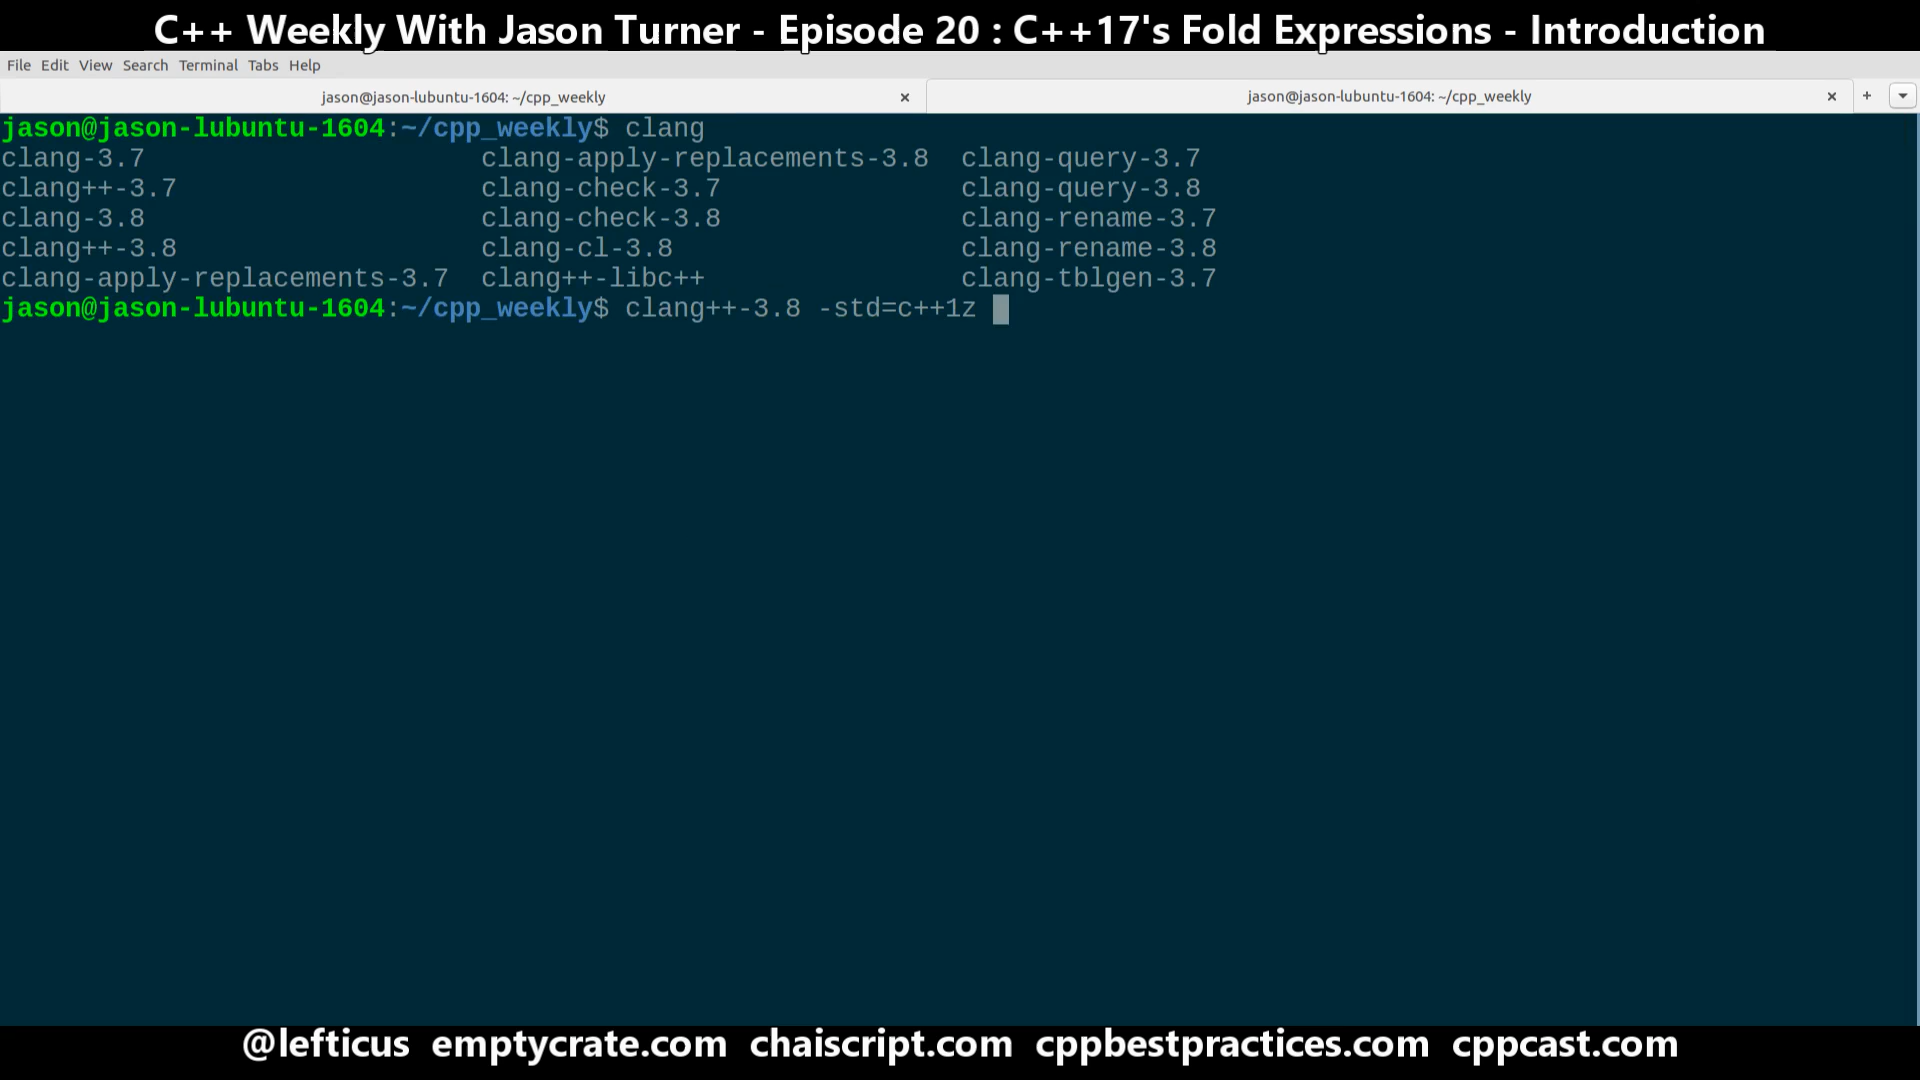 C++ Weekly With Jason Turner - Episode 20 : C++17's Fold Expressions - Introduction
File Edit View Search Terminal Tabs Help
jason@jason-lubuntu-1604: ~/cpp_weekly × jason@jason-lubuntu-1604: ~/cpp_weekly × +
jason@jason-lubuntu-1604:~/cpp_weekly$ clang
clang-3.7 clang-apply-replacements-3.8 clang-query-3.7
clang++-3.7 clang-check-3.7 clang-query-3.8
clang-3.8 clang-check-3.8 clang-rename-3.7
clang++-3.8 clang-cl-3.8 clang-rename-3.8
clang-apply-replacements-3.7 clang++-libc++ clang-tblgen-3.7
jason@jason-lubuntu-1604:~/cpp_weekly$ clang++-3.8 -std=c++1z
@lefticus emptycrate.com chaiscript.com cppbestpractices.com cppcast.com